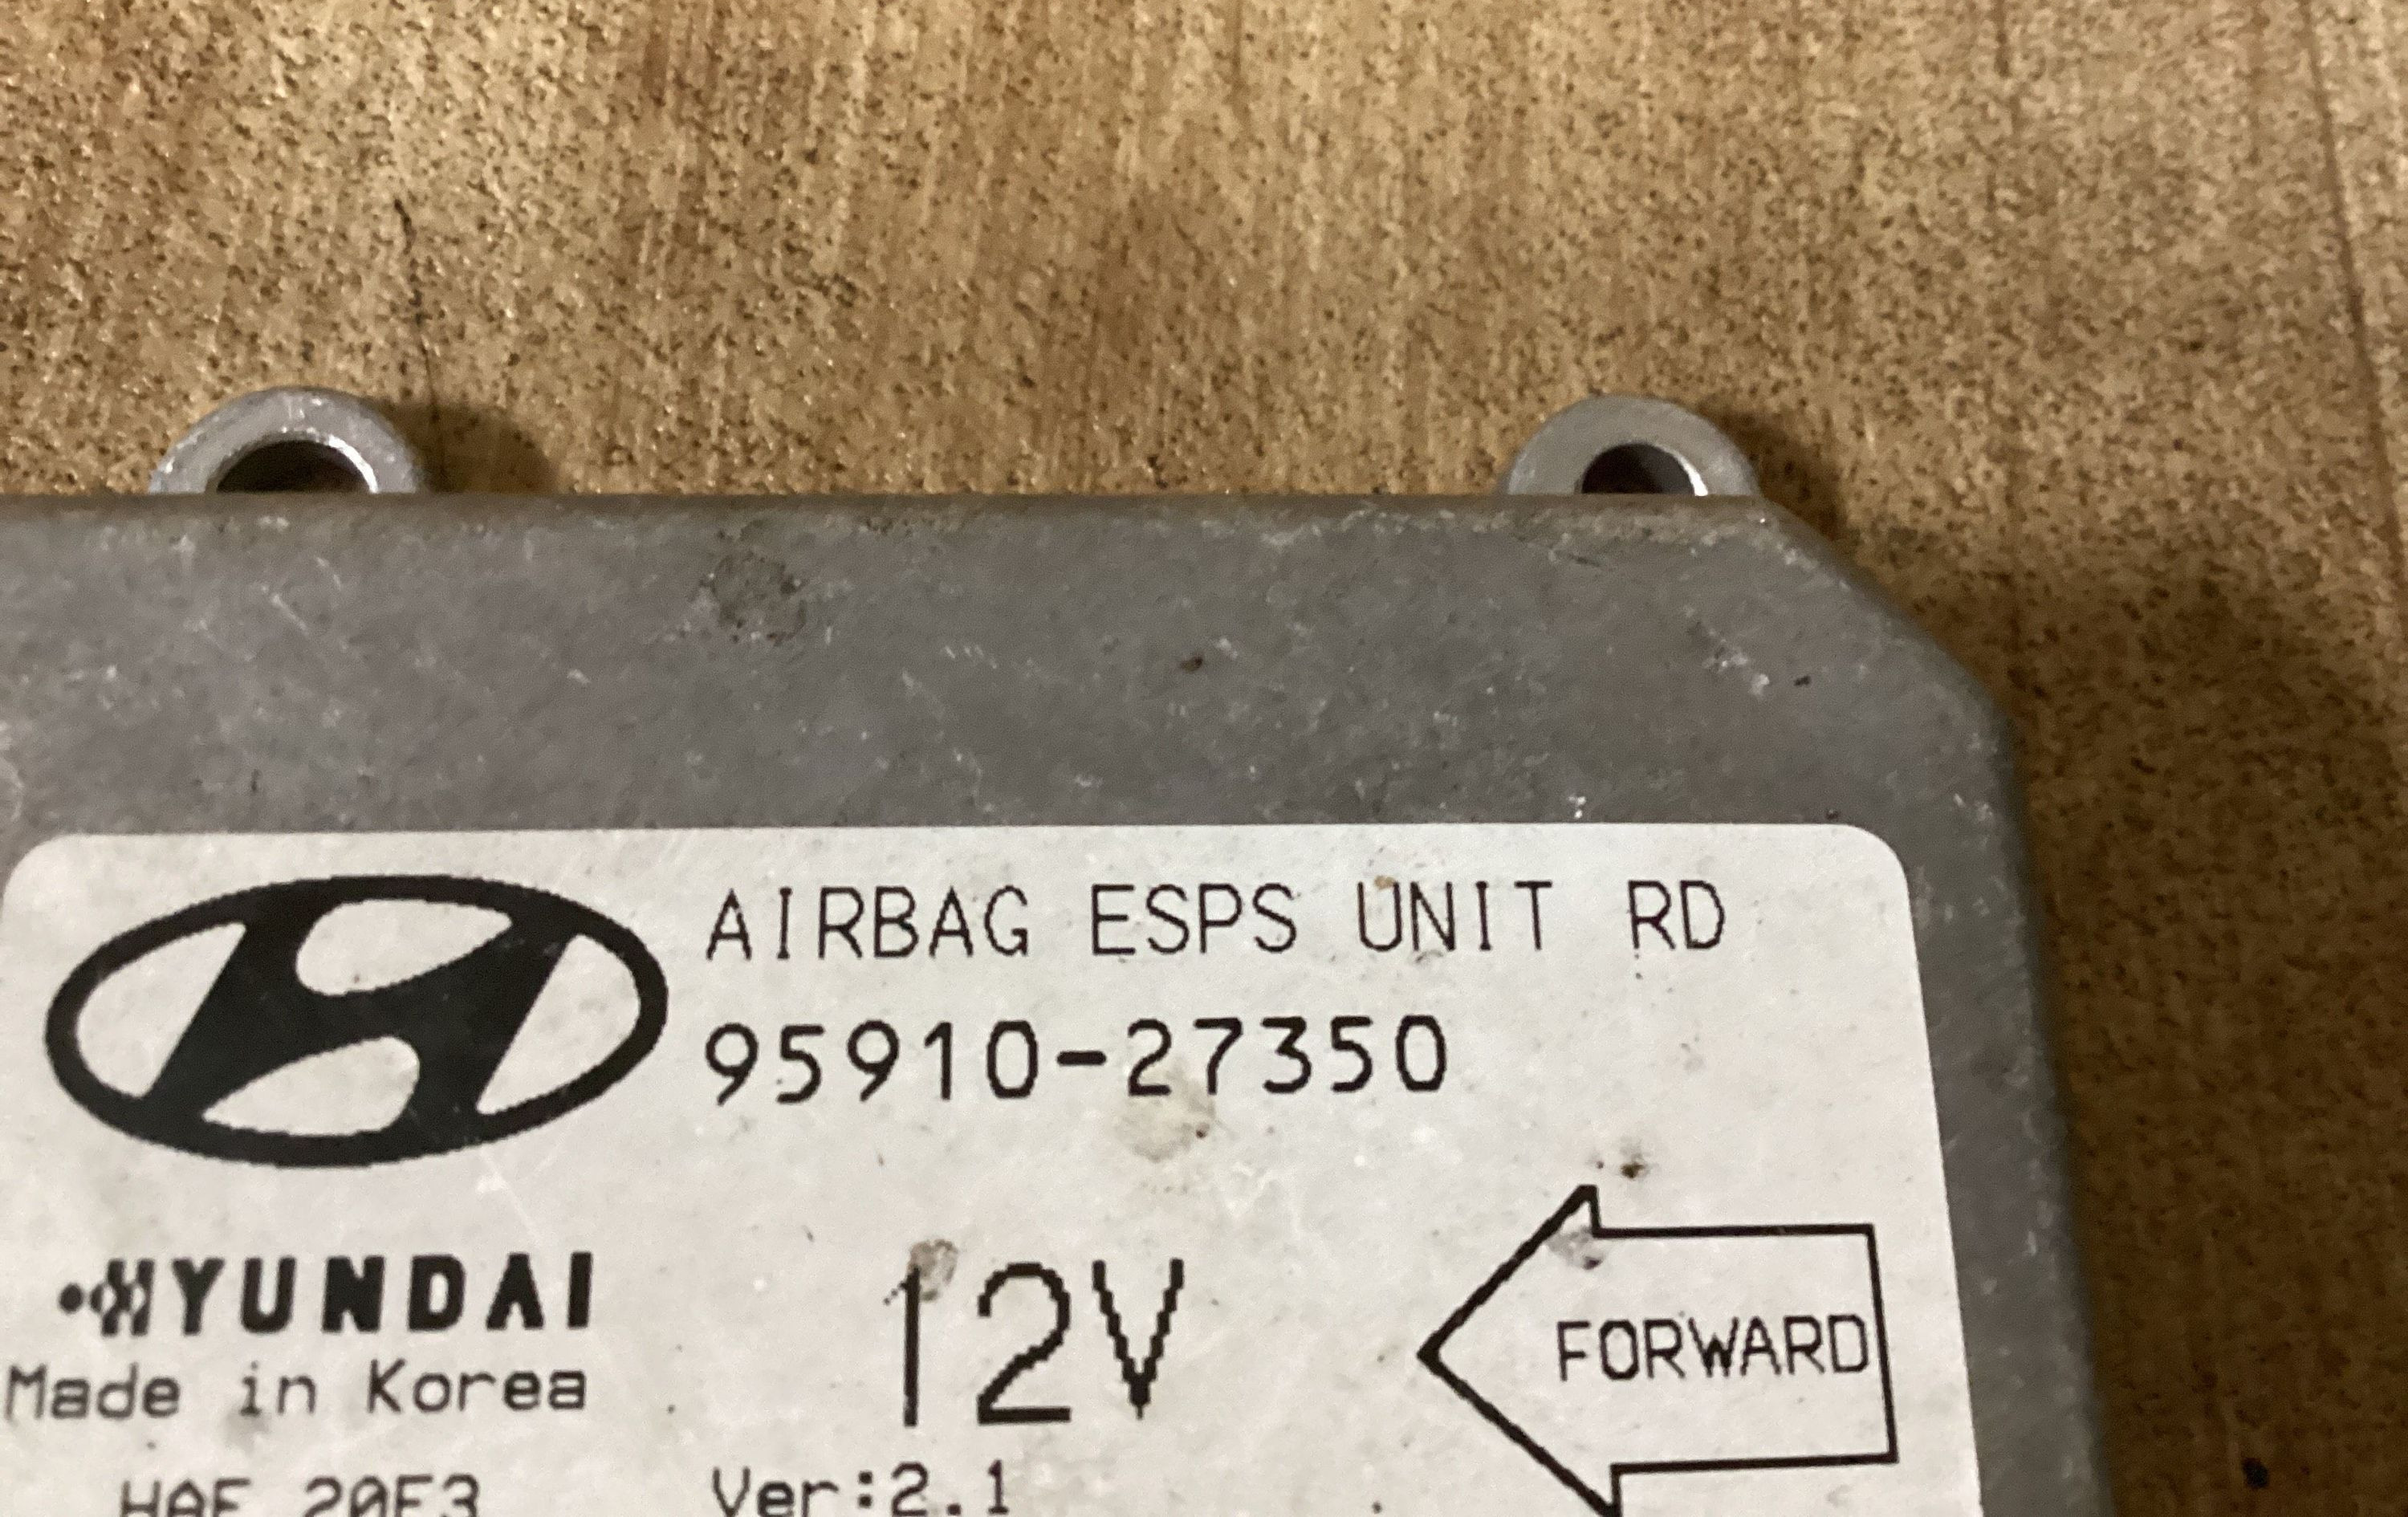 AIRBAG ESPS UNIT RD
95910-27350
HYUNDAI
12V
FORWARD
Made in Korea
Ver:2.1